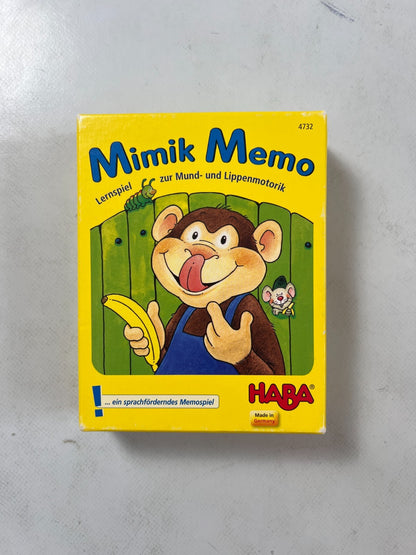 4732
Mimik Memo
Lernspiel zur Mund- und Lippenmotorik
HABA®
! ... ein sprachförderndes Memospiel
Made in
Germany